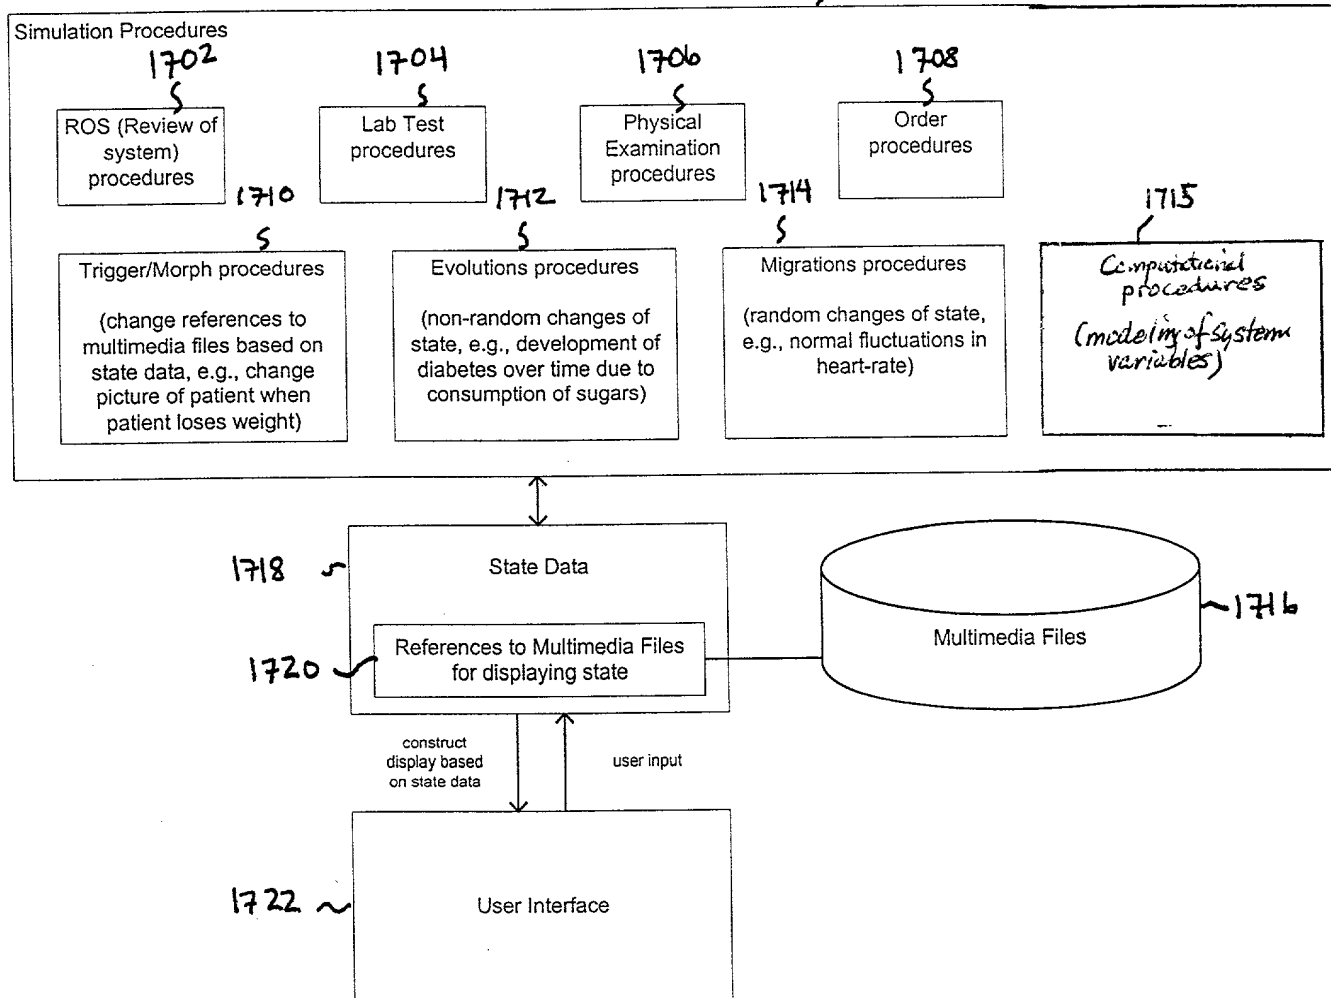 Simulation Procedures
1702
1704
1706
1708
ROS (Review of
system)
procedures
Lab Test
procedures
Physical
Examination
procedures
Order
procedures
1710
1712
1714
1715
Trigger/Morph procedures
(change references to
multimedia files based on
state data, e.g., change
picture of patient when
patient loses weight)
Evolutions procedures
(non-random changes of
state, e.g., development of
diabetes over time due to
consumption of sugars)
Migrations procedures
(random changes of state,
e.g., normal fluctuations in
heart-rate)
Computational
procedures
(modeling of system
variables)
1718
State Data
1720
References to Multimedia Files
for displaying state
Multimedia Files
1716
construct
display based
on state data
user input
1722
User Interface